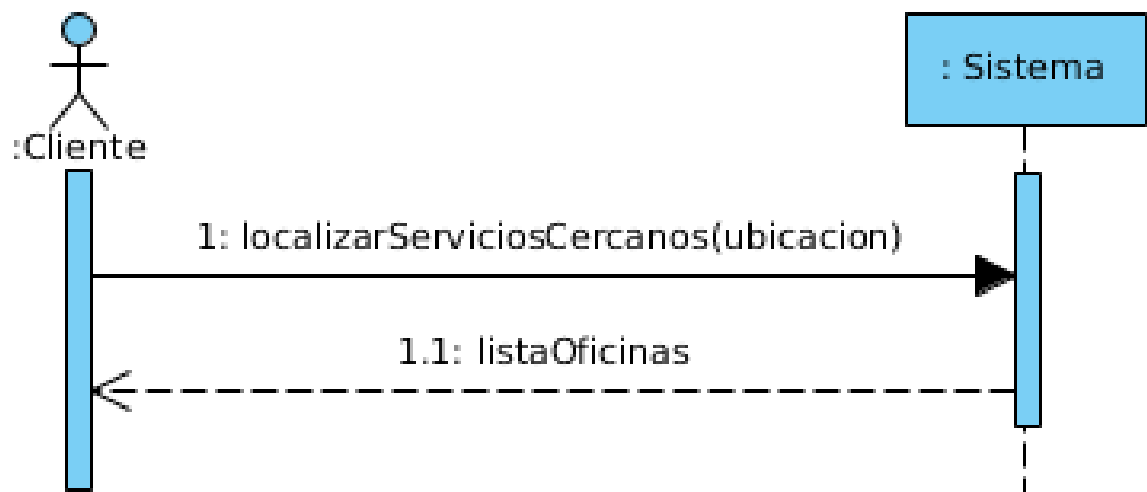 : Sistema
:Cliente
1: localizarServiciosCercanos(ubicacion)
1.1: listaOficinas